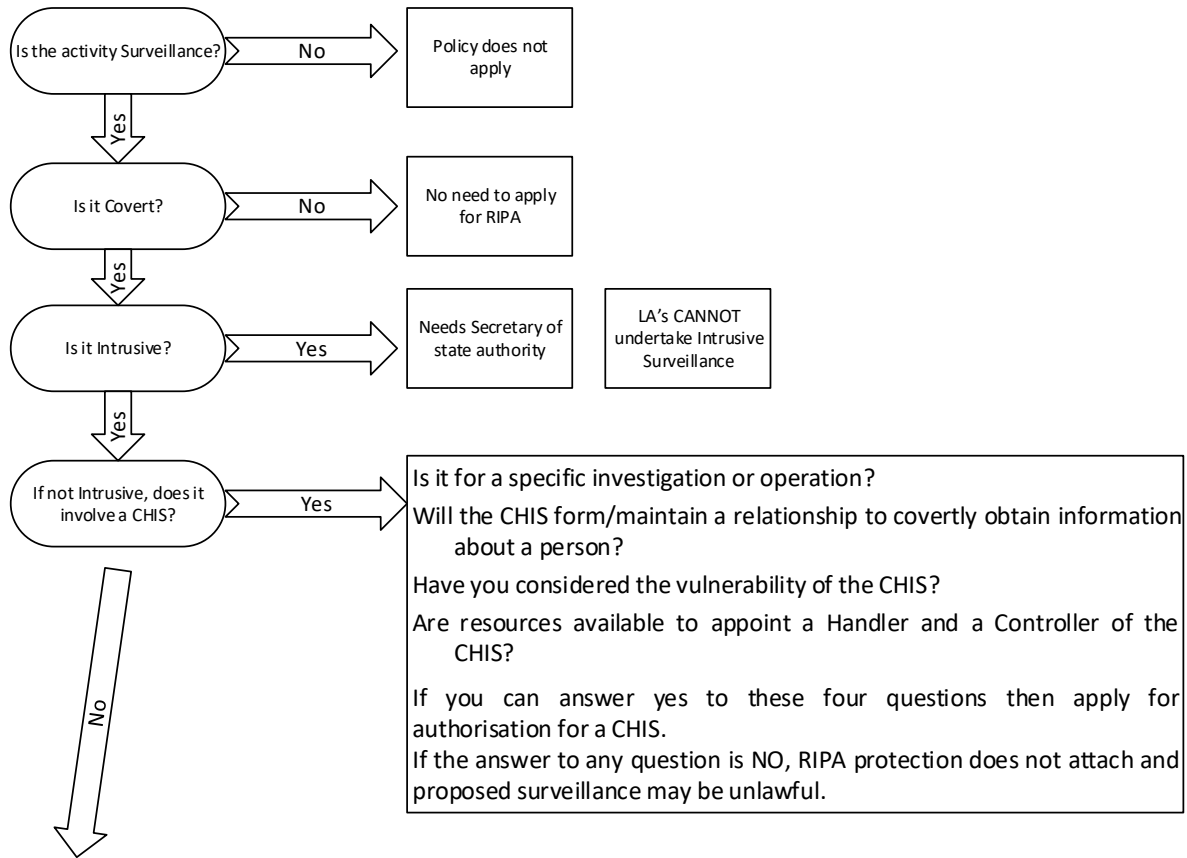 Is the activity Surveillance?
No
Policy does not
apply
Yes
Is it Covert?
No
No need to apply
for RIPA
Yes
Is it Intrusive?
Yes
Needs Secretary of
state authority
LA's CANNOT
undertake Intrusive
Surveillance
Yes
If not Intrusive, does it
involve a CHIS?
Yes
Is it for a specific investigation or operation?
Will the CHIS form/maintain a relationship to covertly obtain information
about a person?
Have you considered the vulnerability of the CHIS?
Are resources available to appoint a Handler and a Controller of the
CHIS?
If you can answer yes to these four questions then apply for
authorisation for a CHIS.
If the answer to any question is NO, RIPA protection does not attach and
proposed surveillance may be unlawful.
No